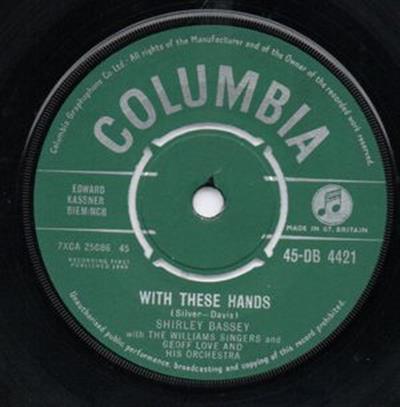 Columbia Graphophone Co. Ltd. All rights of the Manufacturer and of the Owner of the recorded work reserved
COLUMBIA
EDWARD
KASSNER
BIEM/NCB
MADE IN GT. BRITAIN
7XCA 25086 45
45-DB 4421
RECORDING FIRST
PUBLISHED
WITH THESE HANDS
(Silver—Davis)
SHIRLEY BASSEY
with THE WILLIAMS SINGERS and
GEOFF LOVE AND
HIS ORCHESTRA
Unauthorised public performance, broadcasting and copying of this record prohibited